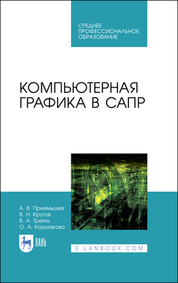 СРЕДНЕЕ
ПРОФЕССИОНАЛЬНОЕ
ОБРАЗОВАНИЕ
КОМПЬЮТЕРНАЯ
ГРАФИКА В САПР
А. В. Приемышев
В. Н. Крутов
В. А. Треяль
О. А. Коршакова
ЛАНЬ
E.LANBOOK.COM